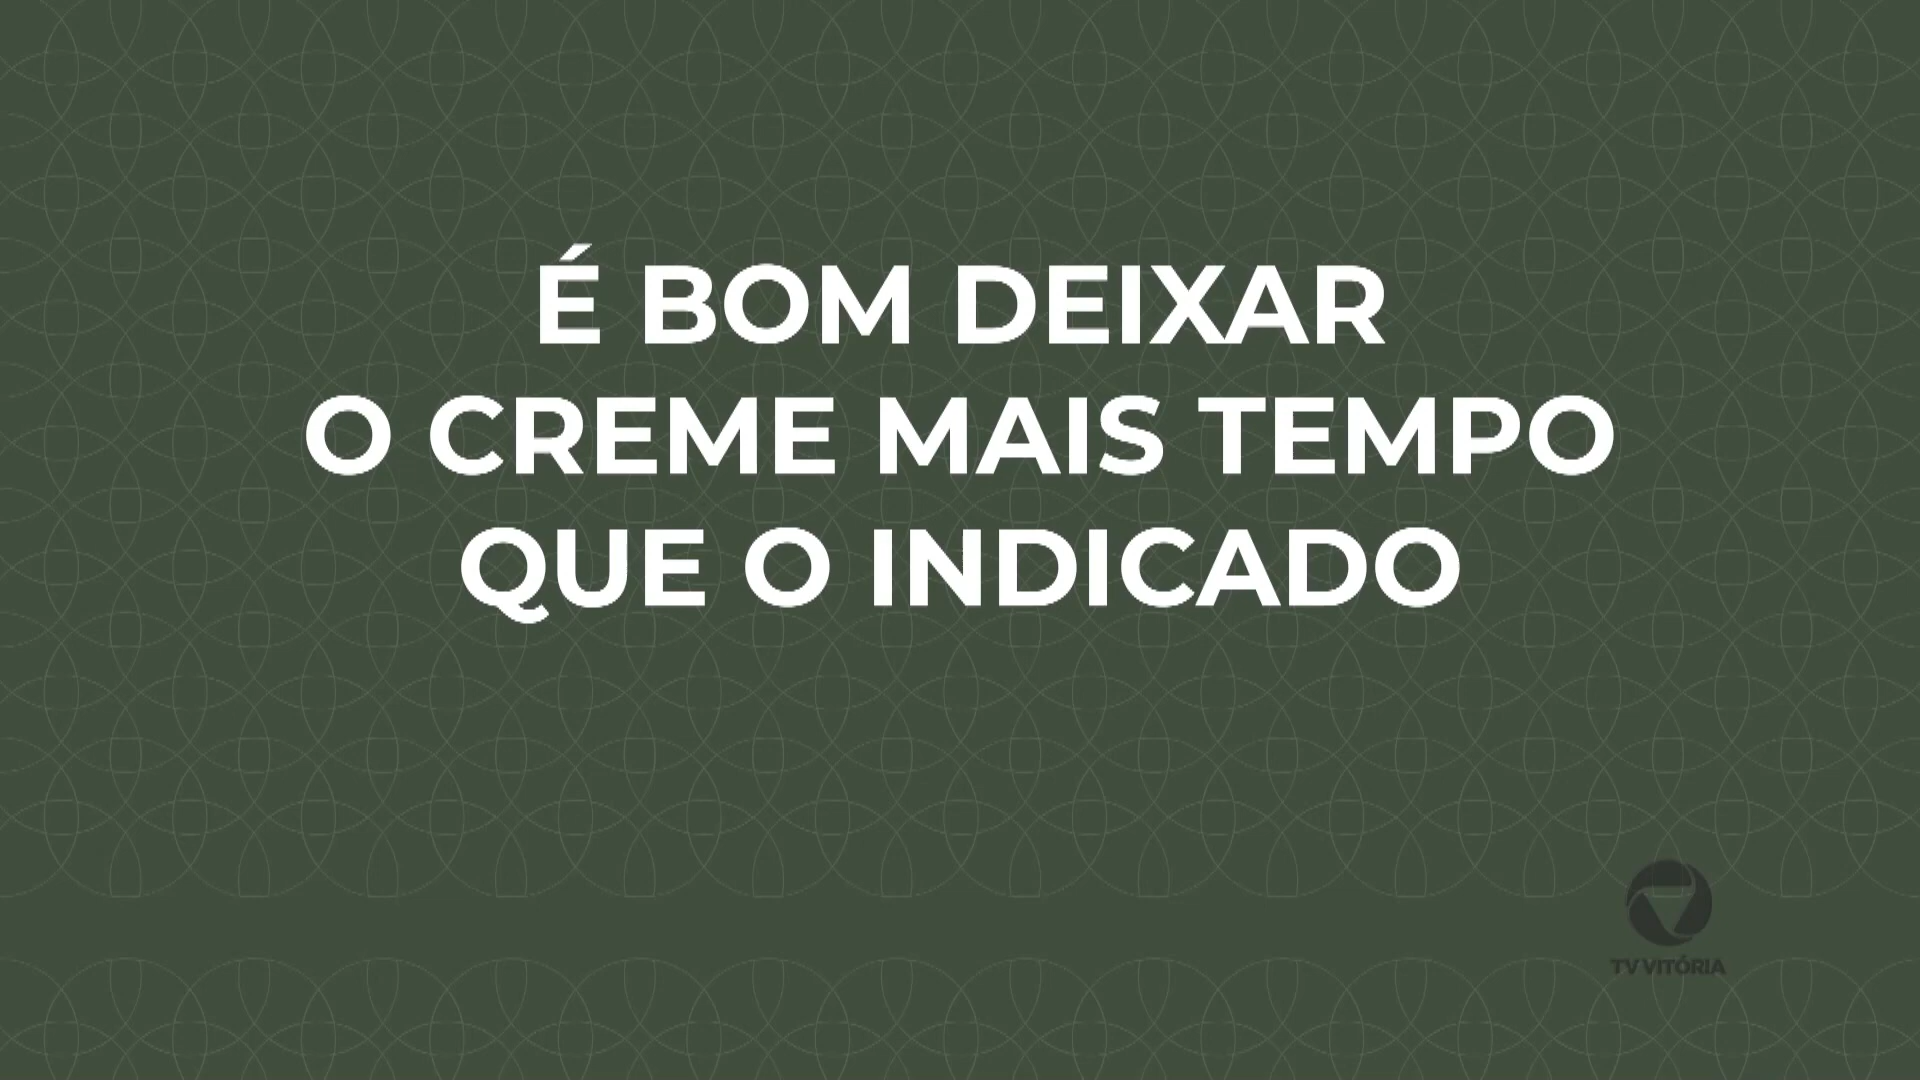 É BOM DEIXAR
O CREME MAIS TEMPO
QUE O INDICADO
TV VITÓRIA